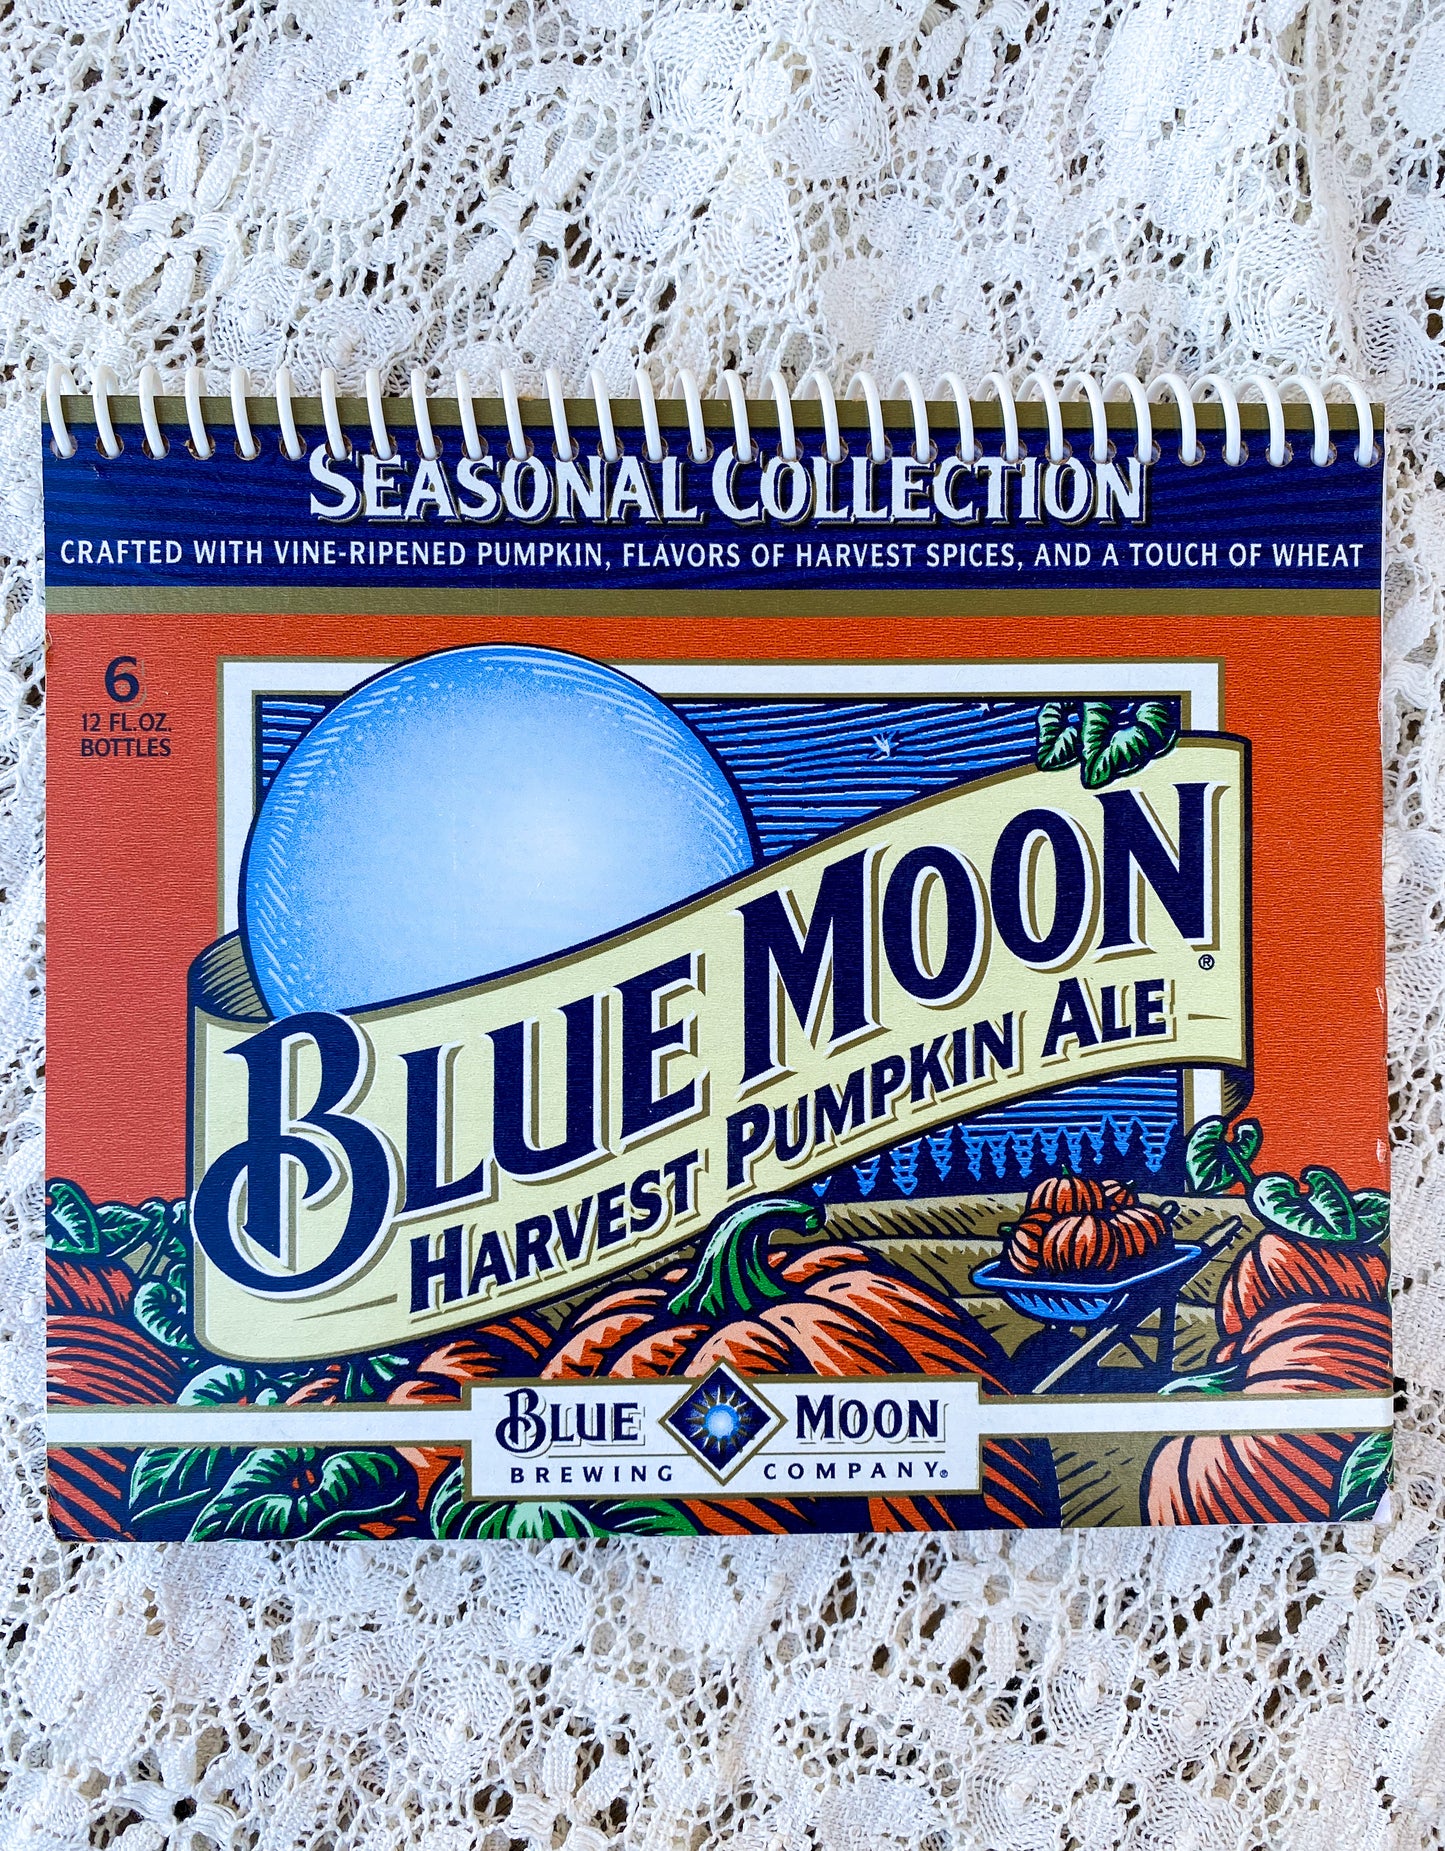 SEASONAL COLLECTION
CRAFTED WITH VINE-RIPENED PUMPKIN, FLAVORS OF HARVEST SPICES, AND A TOUCH OF WHEAT
6
12 FL.OZ.
BOTTLES
BLUE MOON®
HARVEST PUMPKIN ALE
BLUE MOON
BREWING COMPANY®